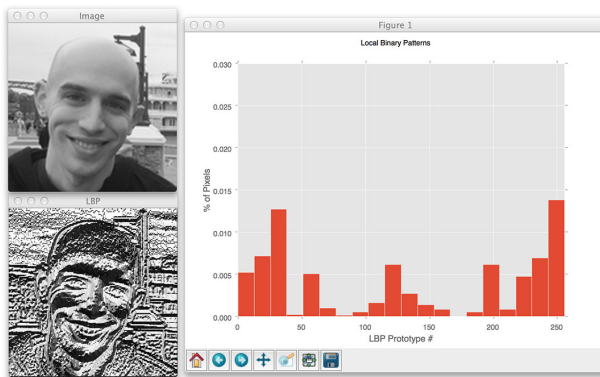 Image
Figure 1
Local Binary Patterns
0.030
0.025
0.020
0.015
0.010
0.005
0.000
% of Pixels
0 50 100 150 200 250
LBP Prototype #
LBP